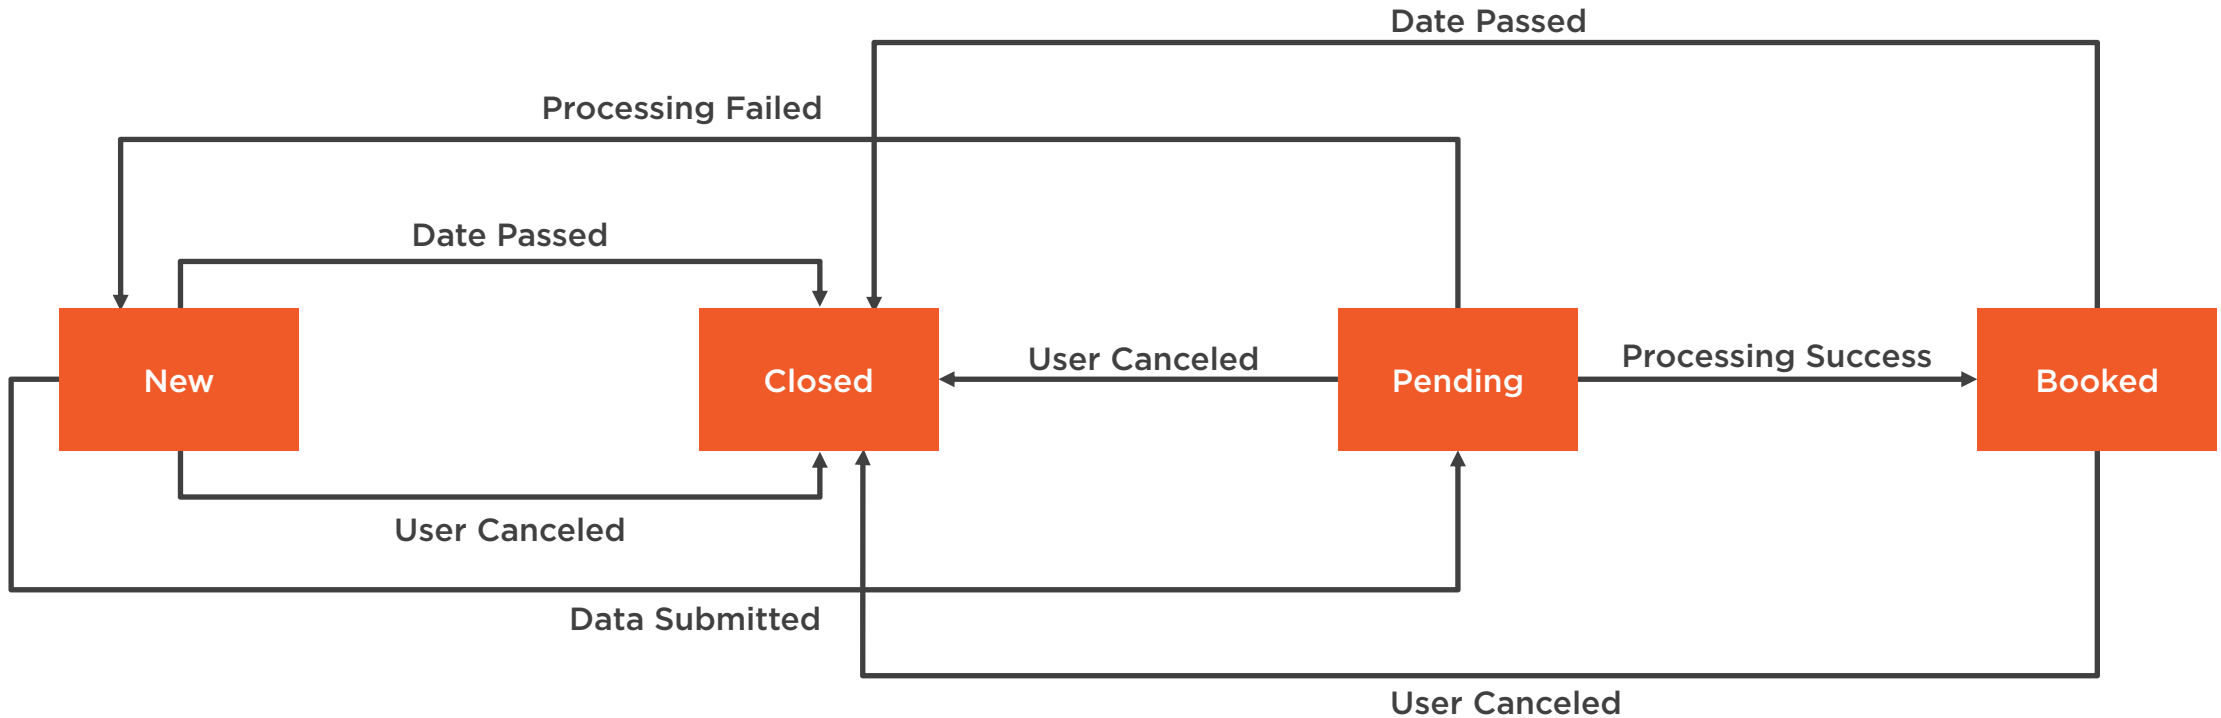 Date Passed
Processing Failed
Date Passed
New
Closed
User Canceled
Pending
Processing Success
Booked
User Canceled
Data Submitted
User Canceled